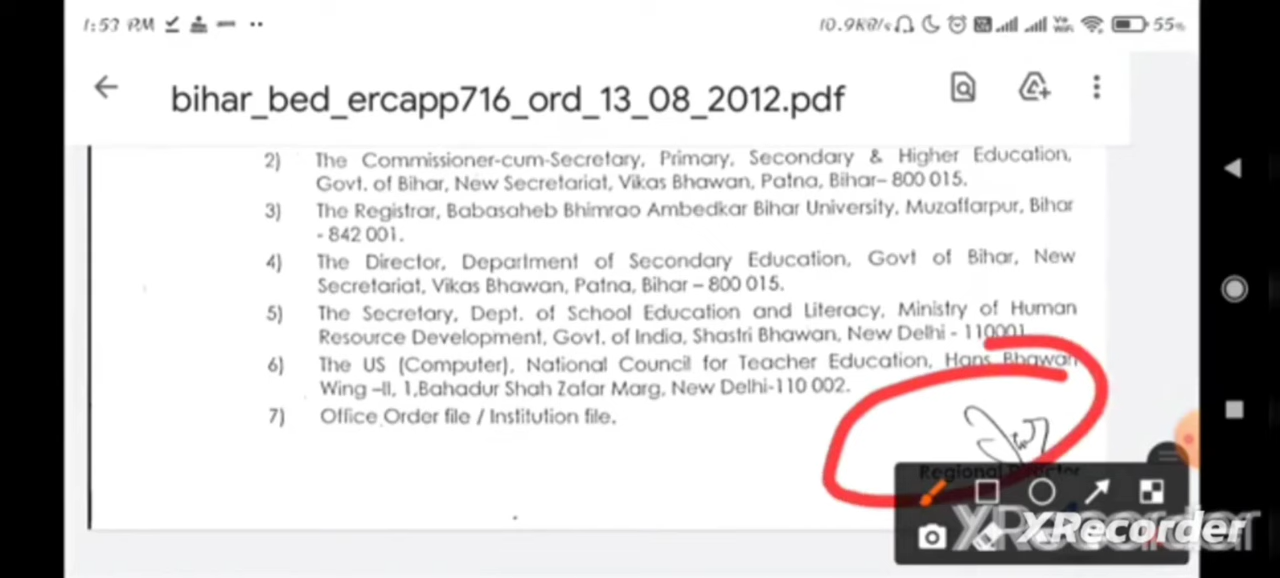 1:53 PM 10.9KB/s 55%
bihar_bed_ercapp716_ord_13_08_2012.pdf
2) The Commissioner-cum-Secretary, Primary, Secondary & Higher Education,
Govt. of Bihar, New Secretariat, Vikas Bhawan, Patna, Bihar– 800 015.
3) The Registrar, Babasaheb Bhimrao Ambedkar Bihar University, Muzaffarpur, Bihar
- 842 001.
4) The Director, Department of Secondary Education, Govt of Bihar, New
Secretariat, Vikas Bhawan, Patna, Bihar – 800 015.
5) The Secretary, Dept. of School Education and Literacy, Ministry of Human
Resource Development, Govt. of India, Shastri Bhawan, New Delhi - 110001
6) The US (Computer), National Council for Teacher Education, Hans Bhawan
Wing –II, 1,Bahadur Shah Zafar Marg, New Delhi-110 002.
7) Office Order file / Institution file.
Regional Director
XRecorder